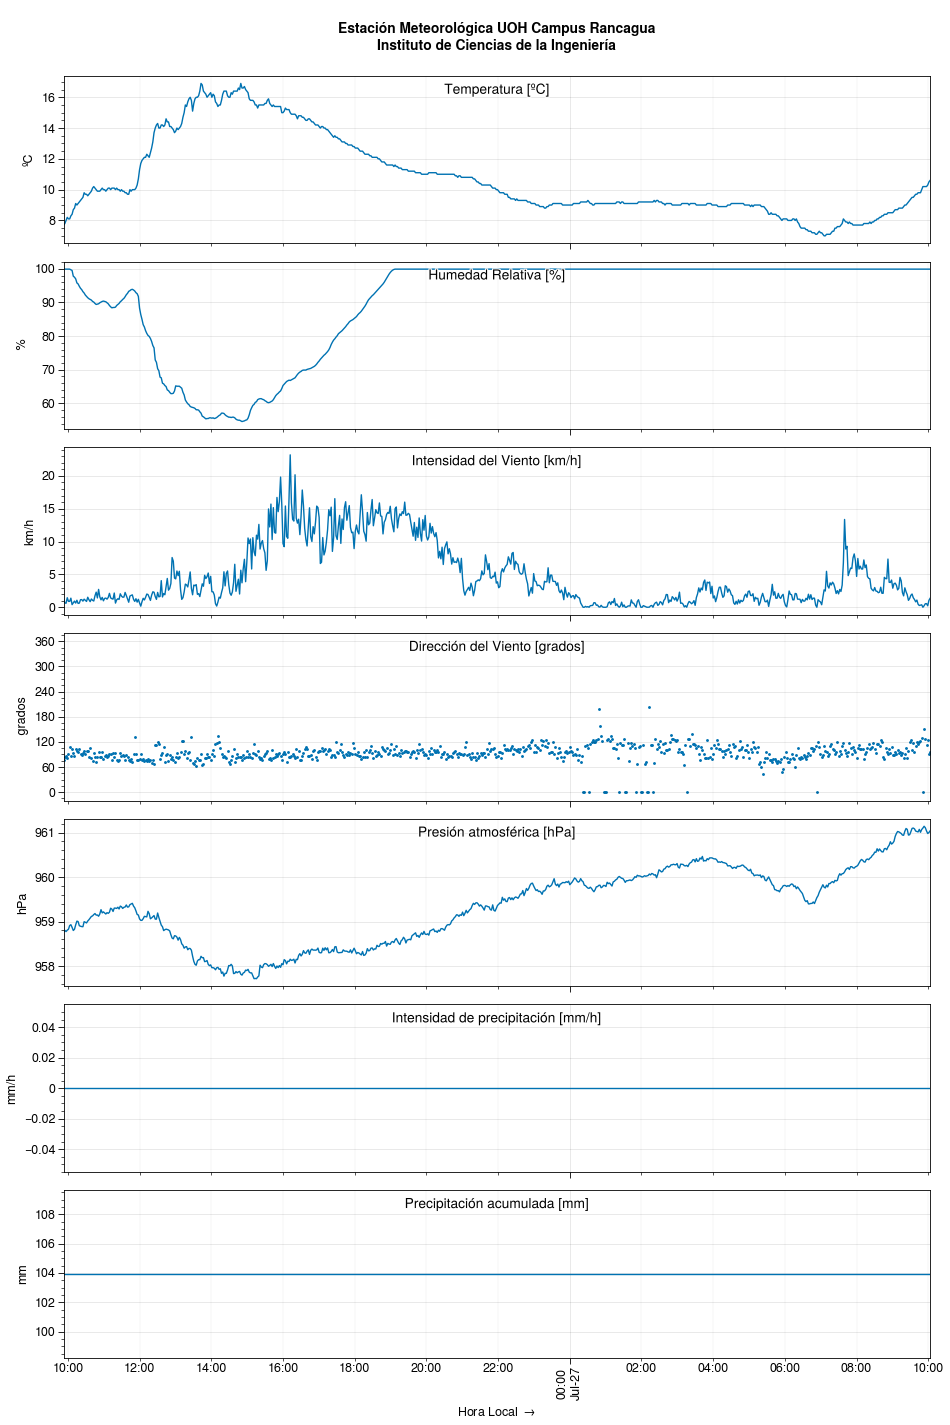 Estación Meteorológica UOH Campus Rancagua
Instituto de Ciencias de la Ingeniería
Temperatura [ºC]
ºC
16
14
12
10
8
Humedad Relativa [%]
%
100
90
80
70
60
Intensidad del Viento [km/h]
km/h
20
15
10
5
0
Dirección del Viento [grados]
grados
360
300
240
180
120
60
0
Presión atmosférica [hPa]
hPa
961
960
959
958
Intensidad de precipitación [mm/h]
mm/h
0.04
0.02
0
−0.02
−0.04
Precipitación acumulada [mm]
mm
108
106
104
102
100
10:00 12:00 14:00 16:00 18:00 20:00 22:00 00:00 02:00 04:00 06:00 08:00 10:00
Jul-27
Hora Local →